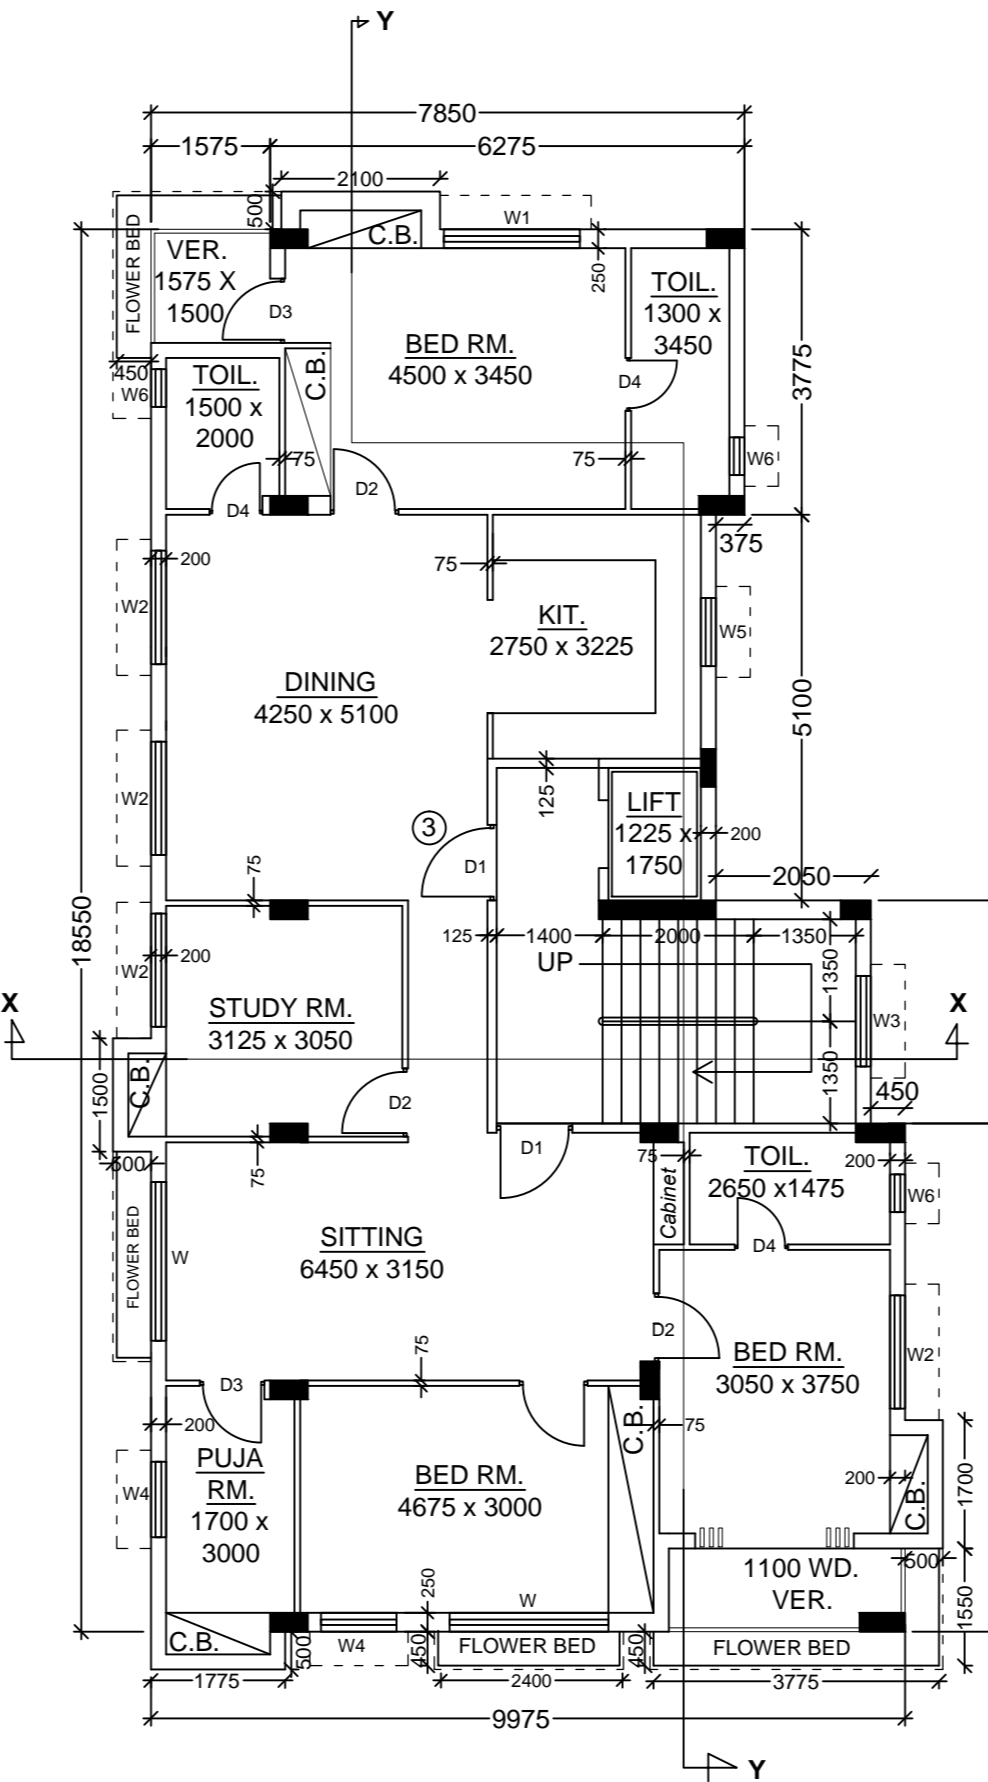 Y
7850
1575
6275
2100
500
W1
C.B.
FLOWER BED
VER.
1575 X
1500
D3
250
TOIL.
1300 x
3450
BED RM.
4500 x 3450
3775
450
W6
TOIL.
1500 x
2000
C.B.
D4
75
75
W6
D2
D4
375
200
75
W2
KIT.
2750 x 3225
W5
DINING
4250 x 5100
5100
W2
125
LIFT
1225 x
1750
200
3
D1
75
2050
18550
W2
200
125
1400
2000
1350
UP
1350
X
STUDY RM.
3125 x 3050
W3
X
1500
C.B.
1350
450
D2
D1
500
75
75
Cabinet
TOIL.
2650 x1475
200
W6
FLOWER BED
W
SITTING
6450 x 3150
D4
D2
75
BED RM.
3050 x 3750
W2
D3
200
C.B.
75
PUJA
RM.
1700 x
3000
W4
BED RM.
4675 x 3000
200
C.B.
1700
250
W
1100 WD.
VER.
500
1550
C.B.
500
W4
450
FLOWER BED
450
FLOWER BED
1775
2400
3775
9975
Y